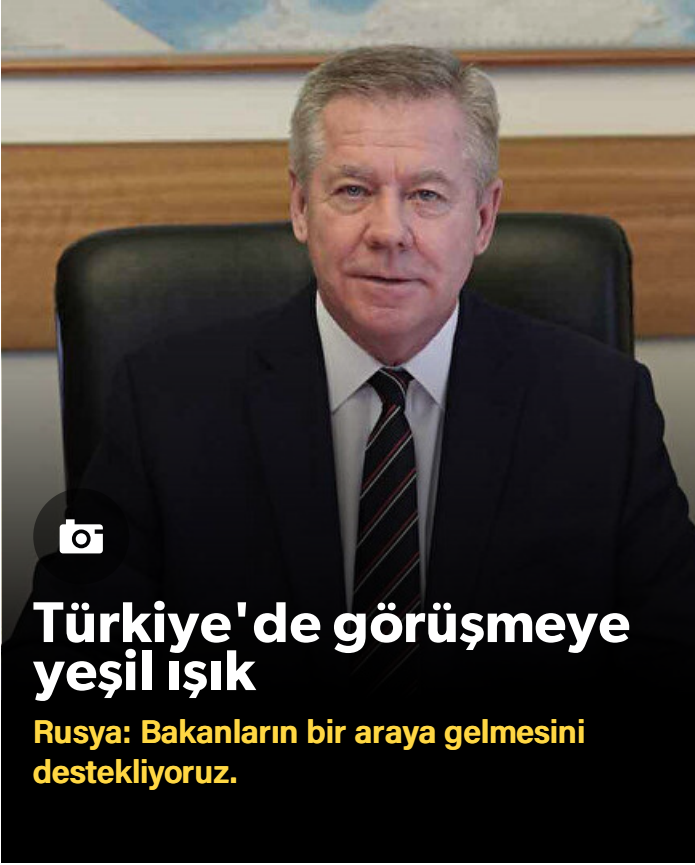 Türkiye'de görüşmeye
yeşil ışık
Rusya: Bakanların bir araya gelmesini
destekliyoruz.